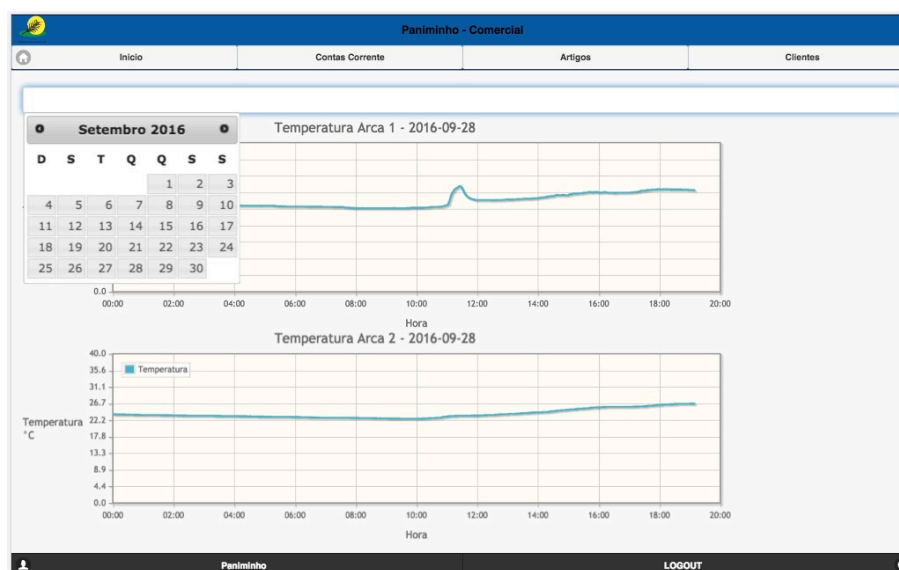 Paniminho - Comercial
Inicio Contas Corrente Artigos Clientes
Setembro 2016
D S T Q Q S S
1 2 3
4 5 6 7 8 9 10
11 12 13 14 15 16 17
18 19 20 21 22 23 24
25 26 27 28 29 30
Temperatura Arca 1 - 2016-09-28
0.0
00:00 02:00 04:00 06:00 08:00 10:00 12:00 14:00 16:00 18:00 20:00
Hora
Temperatura Arca 2 - 2016-09-28
40.0
35.6
Temperatura
31.1
26.7
Temperatura
°C
22.2
17.8
13.3
8.9
4.4
0.0
00:00 02:00 04:00 06:00 08:00 10:00 12:00 14:00 16:00 18:00 20:00
Hora
Paniminho LOGOUT